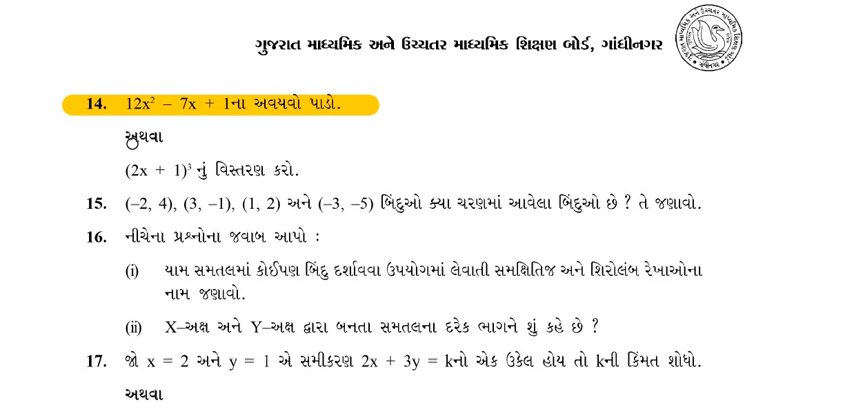 ગુજરાત માધ્યમિક અને ઉચ્ચતર માધ્યમિક શિક્ષણ બોર્ડ, ગાંધીનગર
14. 12x² – 7x + 1ના અવયવો પાડો.
અથવા
(2x + 1)³ નું વિસ્તરણ કરો.
15. (–2, 4), (3, –1), (1, 2) અને (–3, –5) બિંદુઓ ક્યા ચરણમાં આવેલા બિંદુઓ છે ? તે જણાવો.
16. નીચેના પ્રશ્નોના જવાબ આપો :
(i) યામ સમતલમાં કોઈપણ બિંદુ દર્શાવવા ઉપયોગમાં લેવાતી સમક્ષિતિજ અને શિરોલંબ રેખાઓના
નામ જણાવો.
(ii) X–અક્ષ અને Y–અક્ષ દ્વારા બનતા સમતલના દરેક ભાગને શું કહે છે ?
17. જો x = 2 અને y = 1 એ સમીકરણ 2x + 3y = kનો એક ઉકેલ હોય તો kની કિંમત શોધો.
અથવા